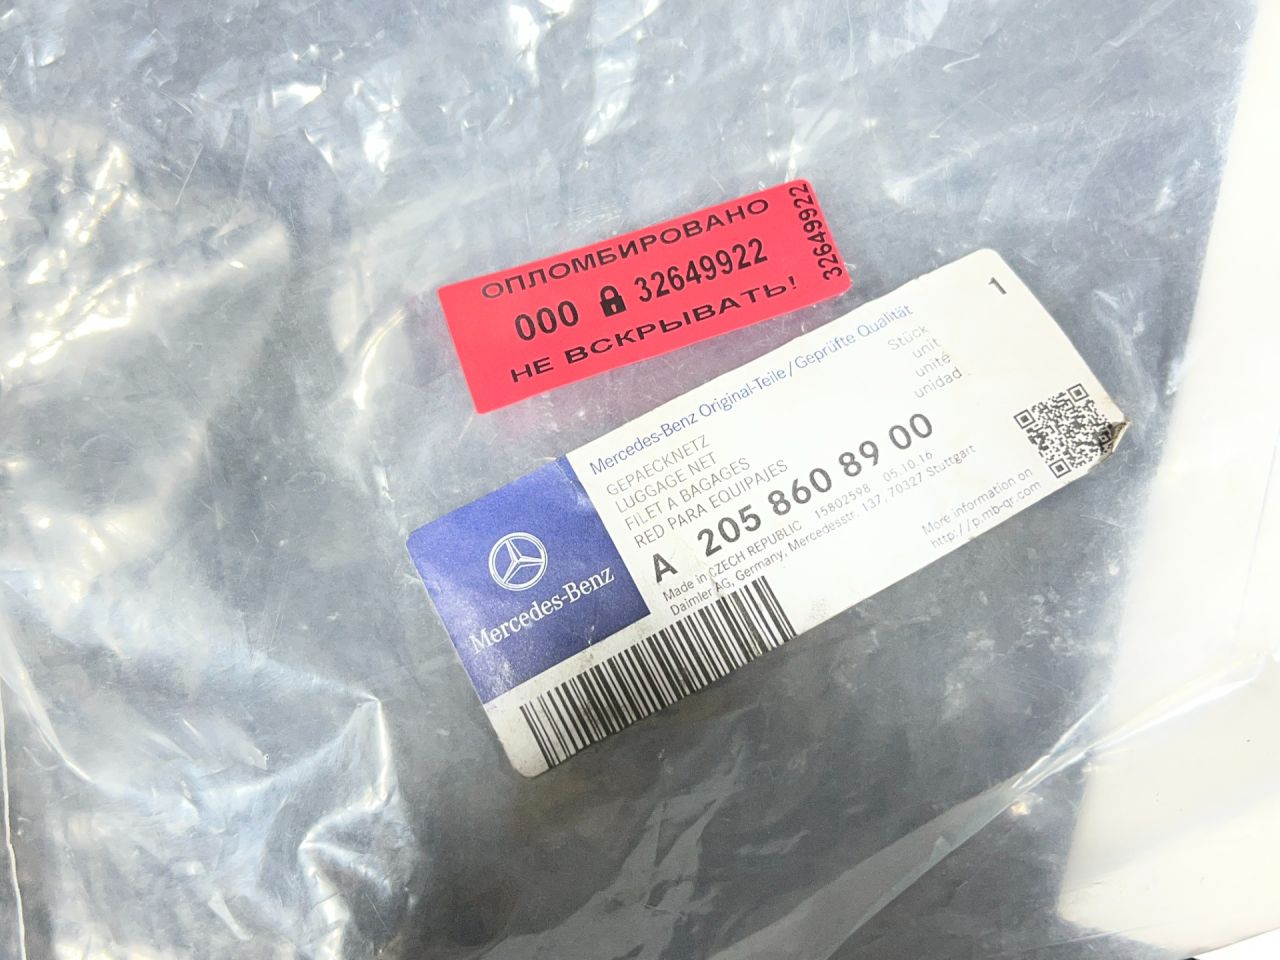 ОПЛОМБИРОВАНО
000 32649922
НЕ ВСКРЫВАТЬ!
32649922
1
Mercedes-Benz Original-Teile/Geprüfte Qualität
GEPAECKNETZ
LUGGAGE NET
FILET A BAGAGES
RED PARA EQUIPAJES
Stück
unit
unité
unidad
A 205 860 89 00
Made in CZECH REPUBLIC 15802598 05.10.16
Daimler AG, Germany, Mercedesstr. 137, 70327 Stuttgart
More information on
http://p.mb-qr.com
Mercedes-Benz